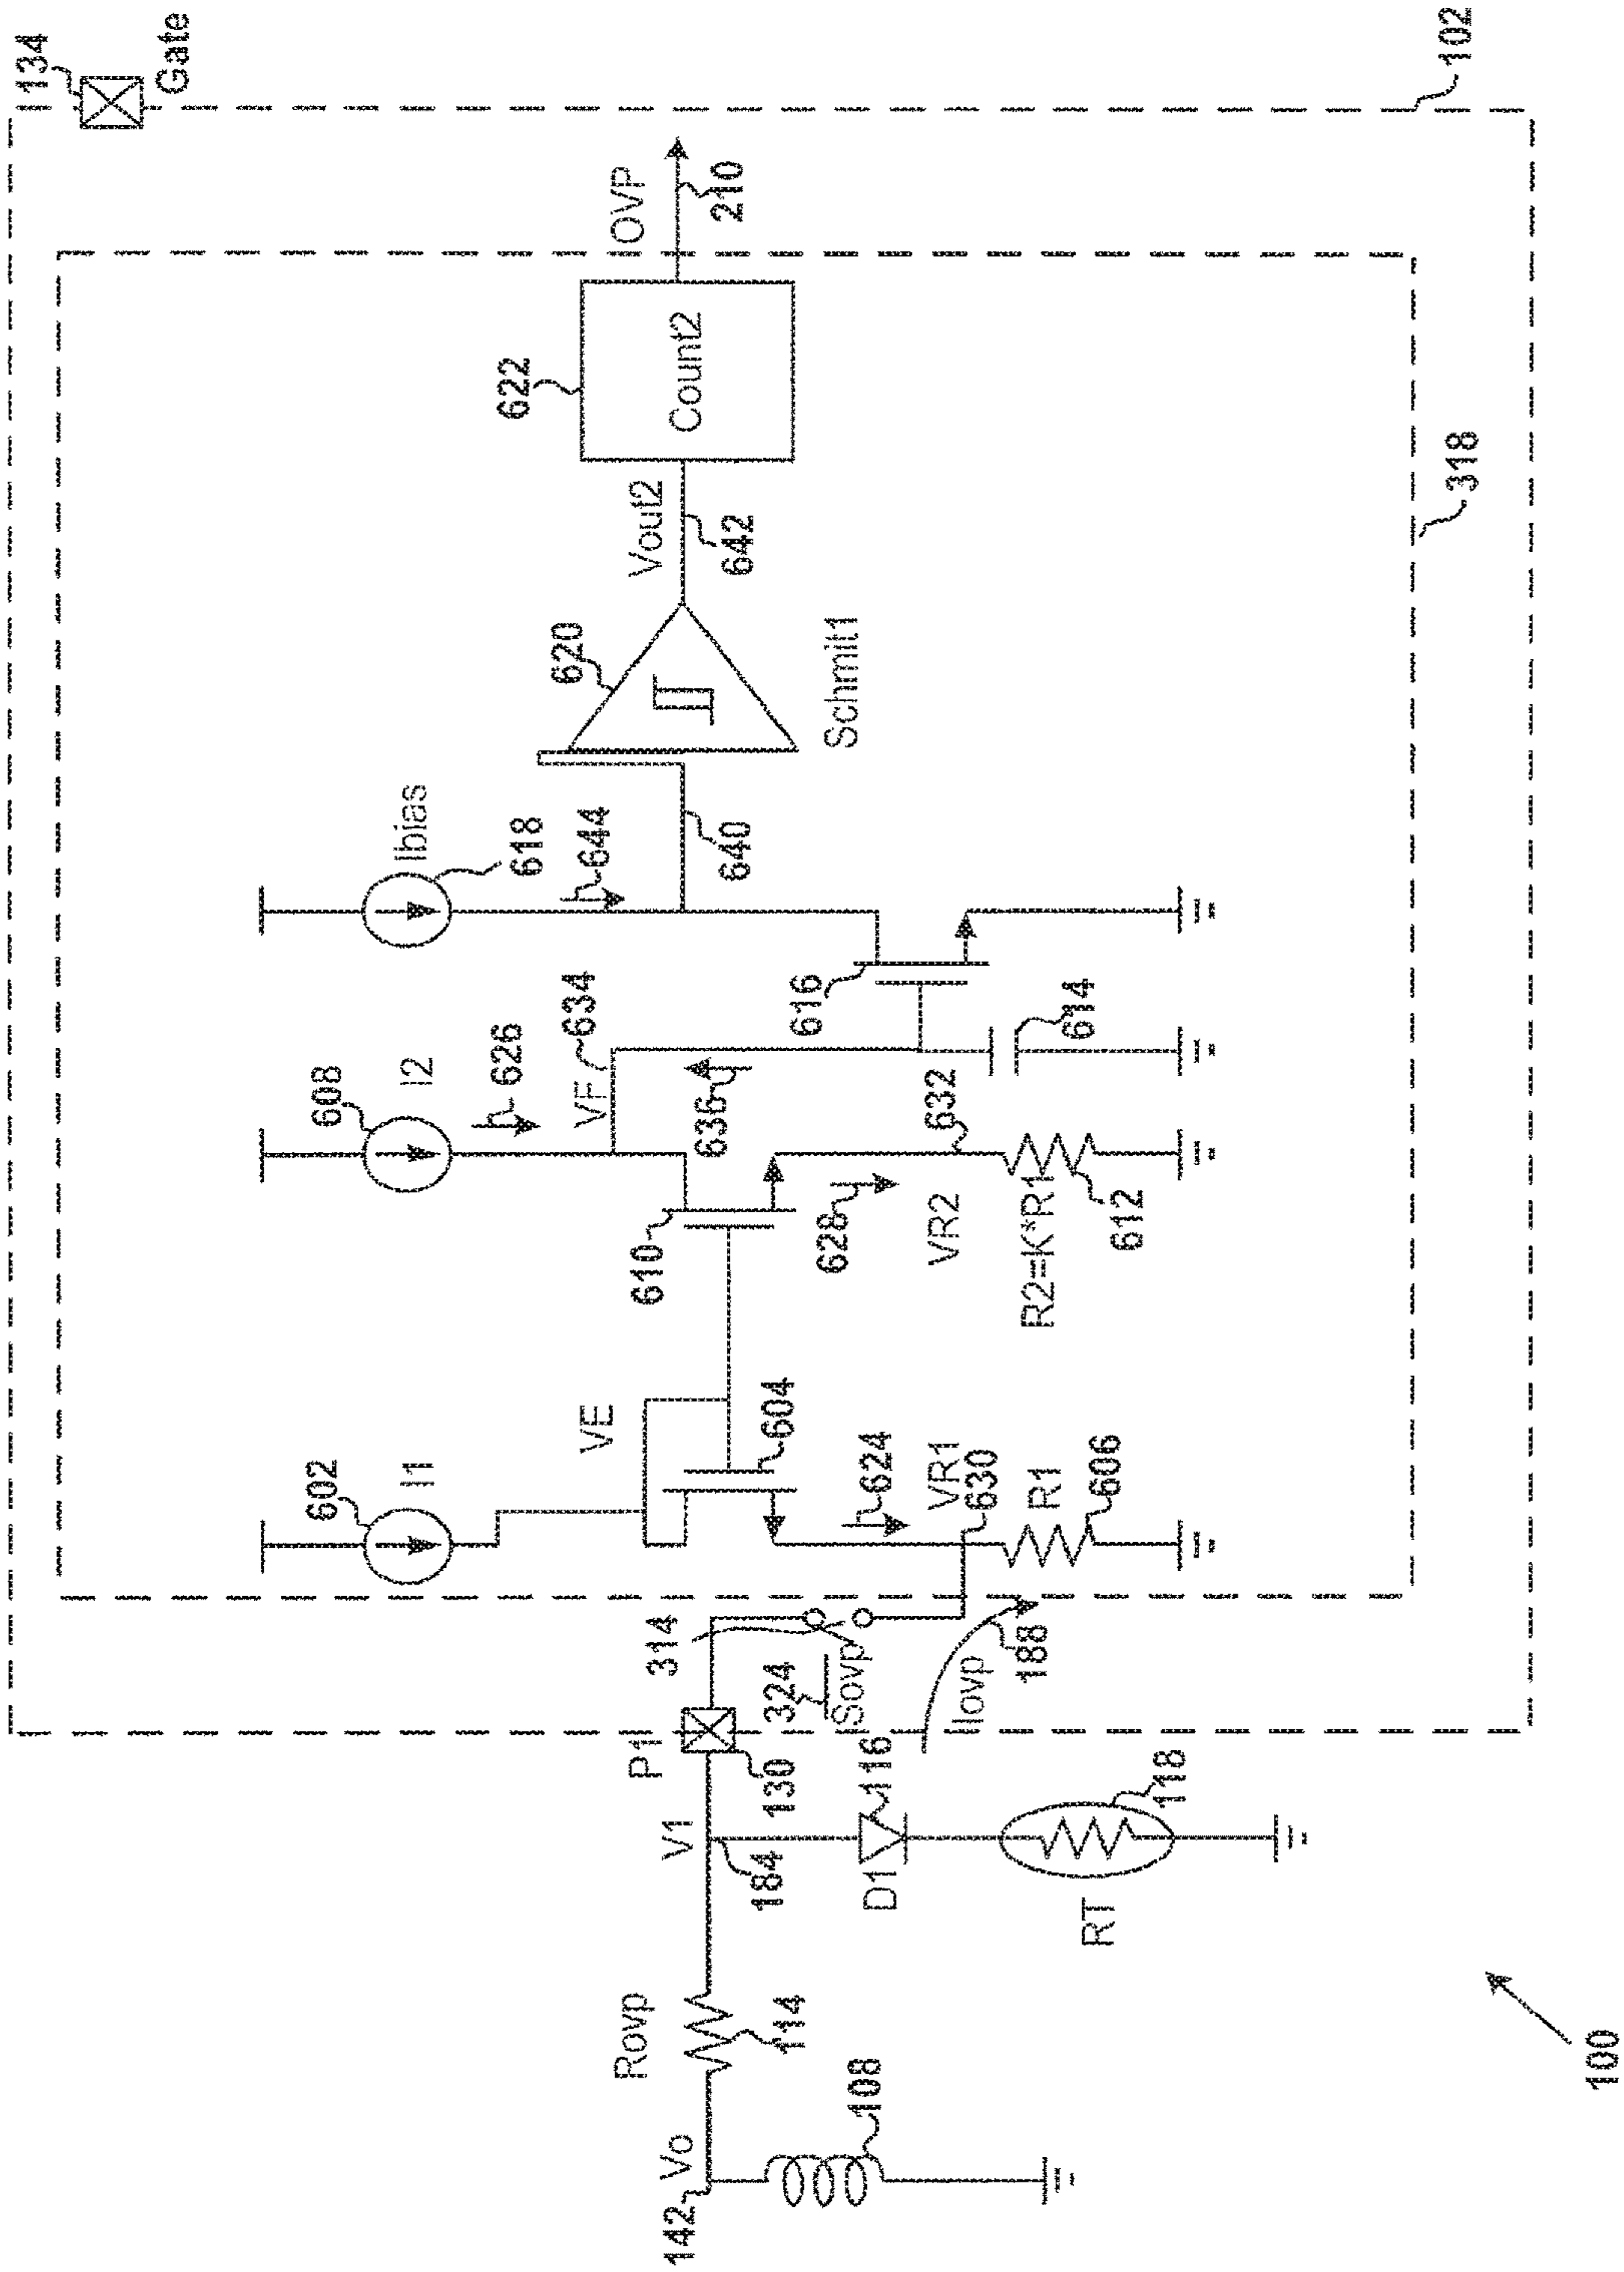 134
Gate
102
IOVP
210
622
Count2
318
Vout2
642
620
Schmit1
Ibias
618
644
640
616
614
608
I2
626
VF
634
636
632
610
628
VR2
R2=K*R1
612
602
I1
VE
604
624
VR1
630
R1
606
314
324
Sovp
Iovp
188
P1
130
V1
184
116
D1
118
RT
Rovp
114
Vo
142
108
100